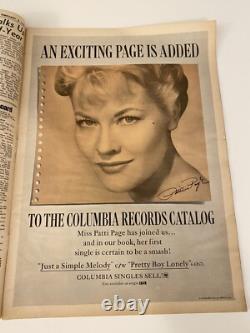 AN EXCITING PAGE IS ADDED
Patti Page
TO THE COLUMBIA RECORDS CATALOG
Miss Patti Page has joined us...
and in our book, her first
single is certain to be a smash!
"Just a Simple Melody" c/w "Pretty Boy Lonely"
COLUMBIA SINGLES SELL!